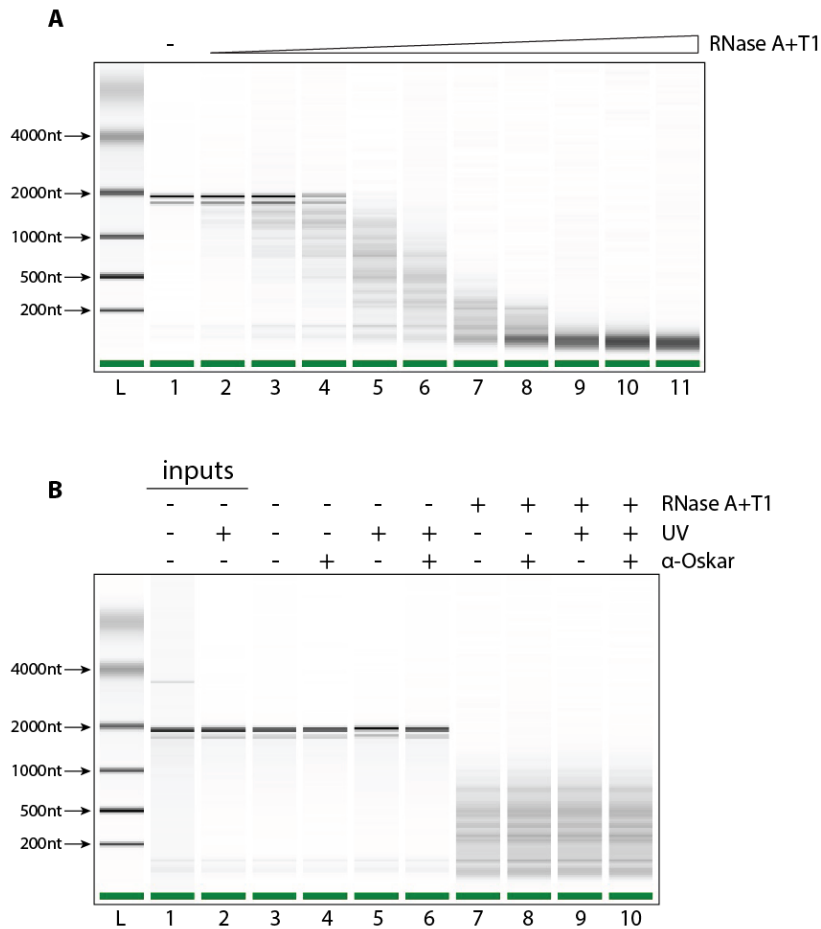 A
- RNase A+T1
4000nt
2000nt
1000nt
500nt
200nt
L 1 2 3 4 5 6 7 8 9 10 11
B
inputs
- - - - - - + + + + RNase A+T1
- + - - + + - - + + UV
- - - + - + - + - + α-Oskar
4000nt
2000nt
1000nt
500nt
200nt
L 1 2 3 4 5 6 7 8 9 10